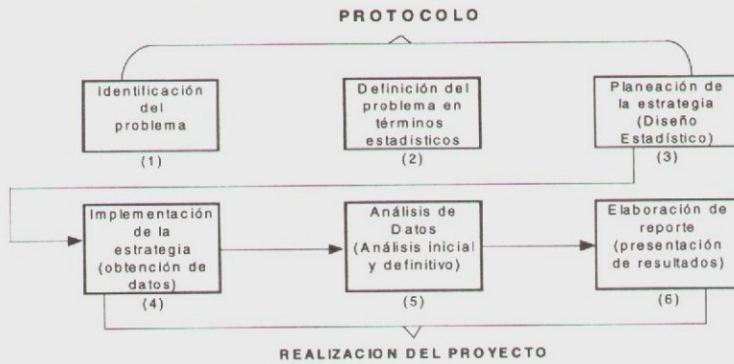 PROTOCOLO
Identificación
del
problema
(1)
Definición del
problema en
términos
estadísticos
(2)
Planeación de
la estrategia
(Diseño
Estadístico)
(3)
Implementación
de la
estrategia
(obtención de
datos)
(4)
Análisis de
Datos
(Análisis inicial
y definitivo)
(5)
Elaboración de
reporte
(presentación
de resultados)
(6)
REALIZACION DEL PROYECTO